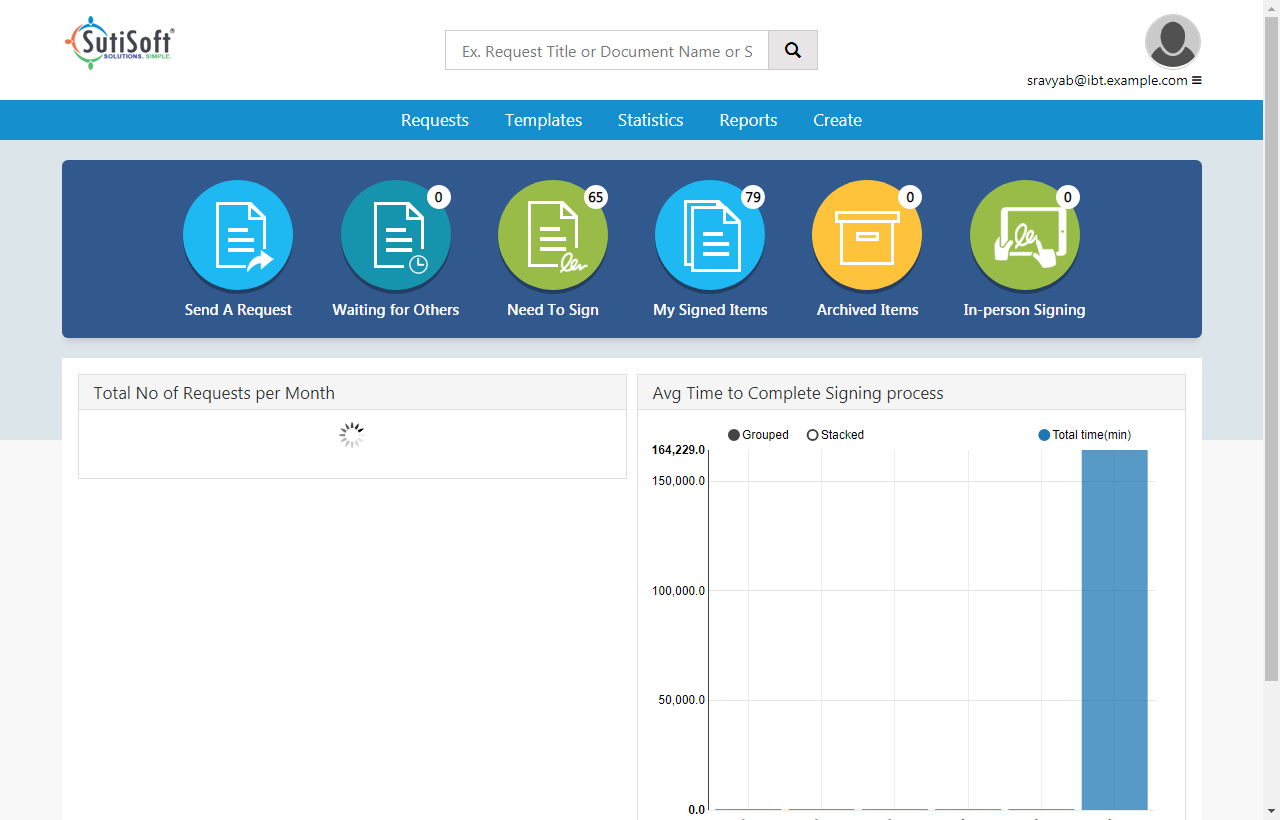 SutiSoft®
SOLUTIONS. SIMPLE.
Ex. Request Title or Document Name or S
sravyab@ibt.example.com
Requests Templates Statistics Reports Create
0 65 79 0 0
Send A Request Waiting for Others Need To Sign My Signed Items Archived Items In-person Signing
Total No of Requests per Month
Avg Time to Complete Signing process
Grouped Stacked Total time(min)
164,229.0
150,000.0
100,000.0
50,000.0
0.0